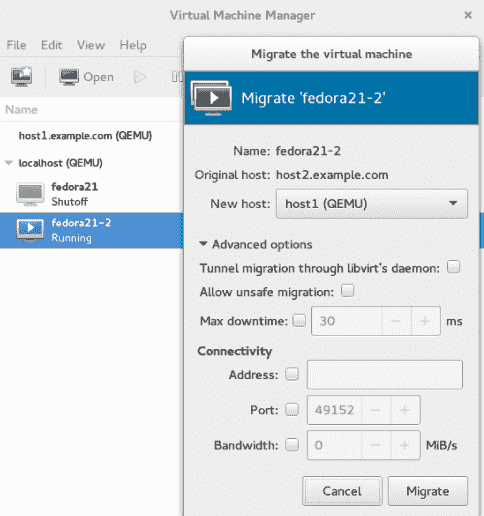 Virtual Machine Manager ×
File Edit View Help
Open
Name
host1.example.com (QEMU)
localhost (QEMU)
fedora21
Shutoff
fedora21-2
Running
Migrate the virtual machine
Migrate 'fedora21-2'
Name: fedora21-2
Original host: host2.example.com
New host: host1 (QEMU)
Advanced options
Tunnel migration through libvirt's daemon:
Allow unsafe migration:
Max downtime: 30 − + ms
Connectivity
Address:
Port: 49152 − +
Bandwidth: 0 − + MiB/s
Cancel Migrate